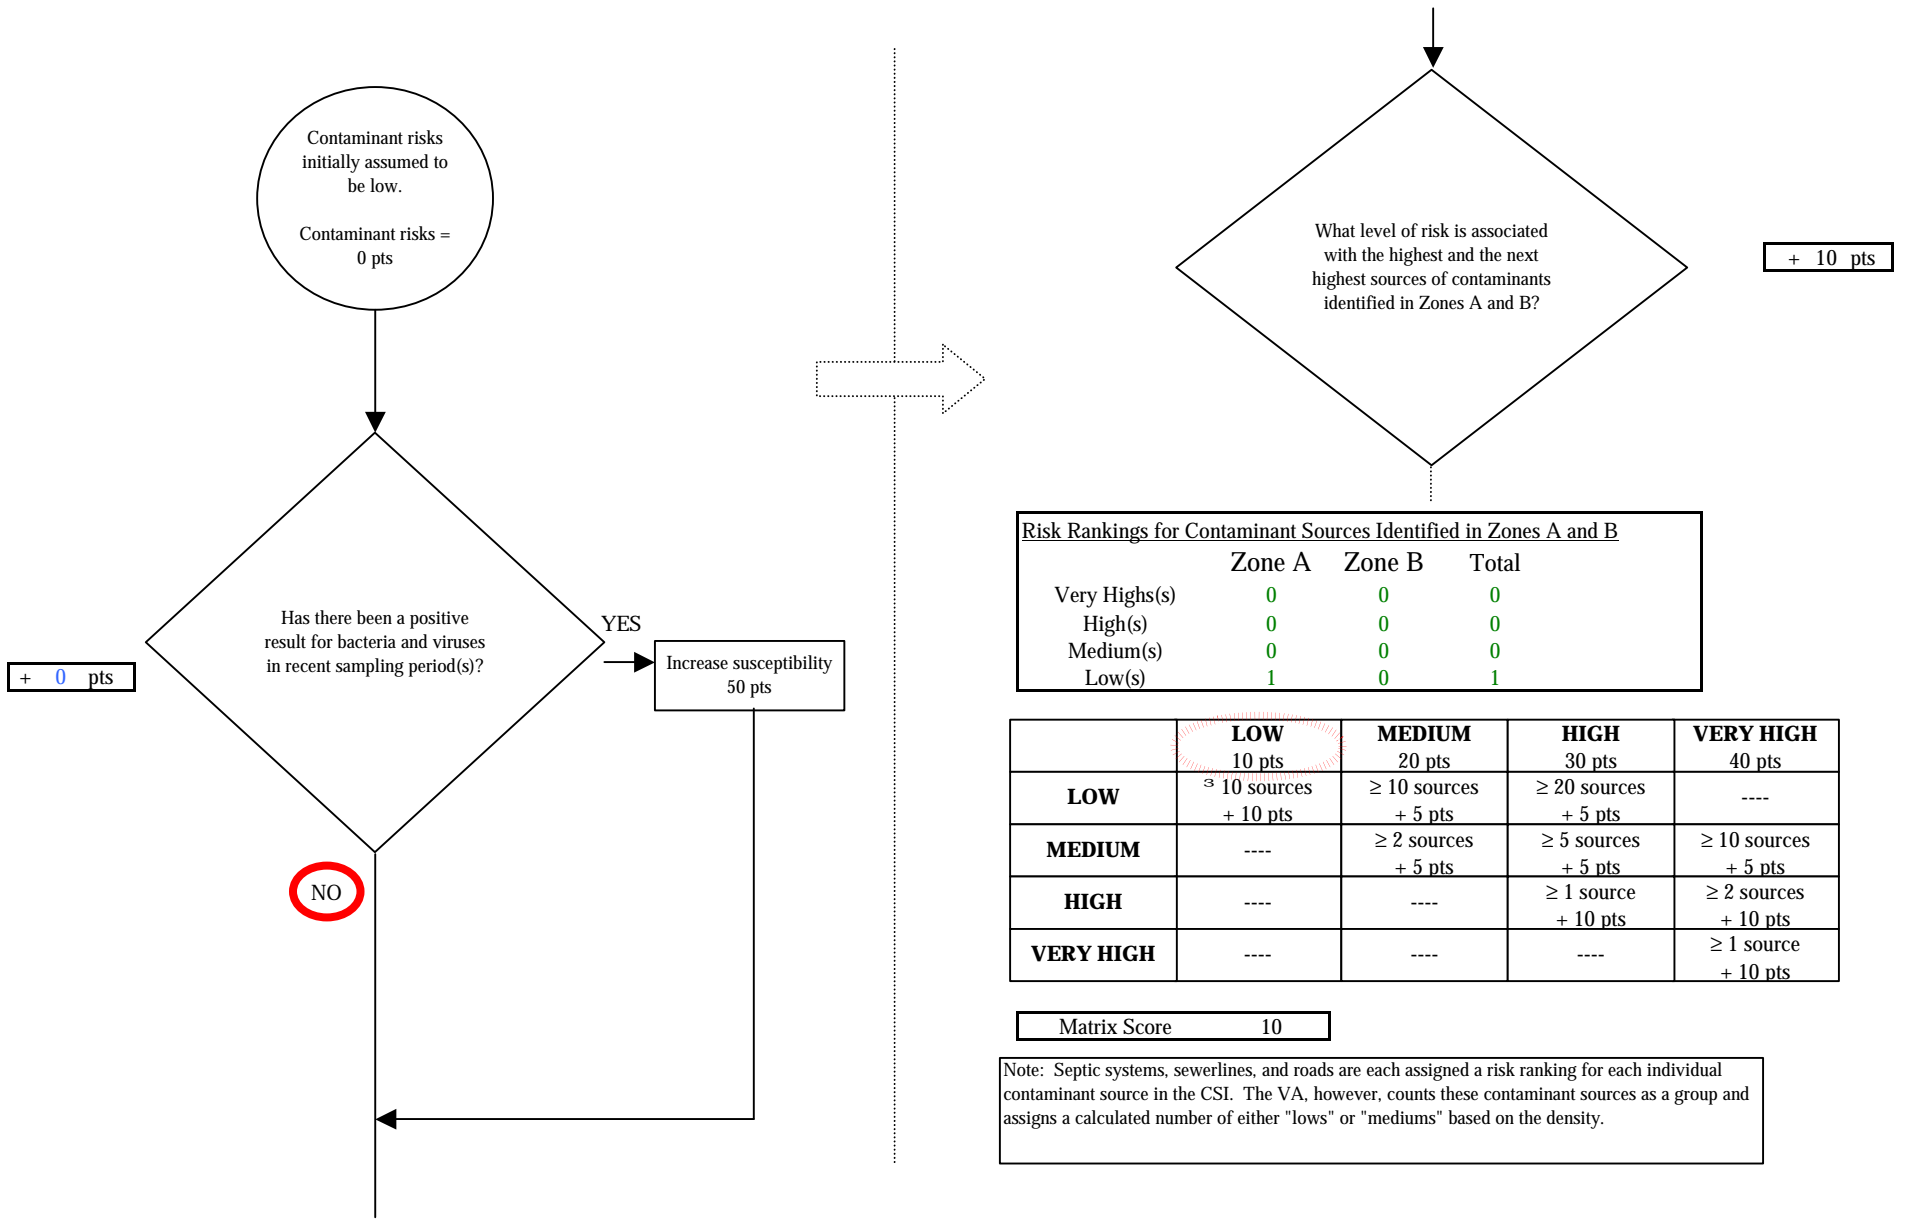 Contaminant risks
initially assumed to
be low.
Contaminant risks =
0 pts
Has there been a positive
result for bacteria and viruses
in recent sampling period(s)?
+ 0 pts
YES
Increase susceptibility
50 pts
NO
What level of risk is associated
with the highest and the next
highest sources of contaminants
identified in Zones A and B?
+ 10 pts
Risk Rankings for Contaminant Sources Identified in Zones A and B
Zone A Zone B Total
Very Highs(s) 0 0 0
High(s) 0 0 0
Medium(s) 0 0 0
Low(s) 1 0 1
LOW MEDIUM HIGH VERY HIGH
10 pts 20 pts 30 pts 40 pts
LOW ³ 10 sources ≥ 10 sources ≥ 20 sources ----
+ 10 pts + 5 pts + 5 pts
MEDIUM ---- ≥ 2 sources ≥ 5 sources ≥ 10 sources
+ 5 pts + 5 pts + 5 pts
HIGH ---- ---- ≥ 1 source ≥ 2 sources
+ 10 pts + 10 pts
VERY HIGH ---- ---- ---- ≥ 1 source
+ 10 pts
Matrix Score 10
Note: Septic systems, sewerlines, and roads are each assigned a risk ranking for each individual
contaminant source in the CSI. The VA, however, counts these contaminant sources as a group and
assigns a calculated number of either "lows" or "mediums" based on the density.